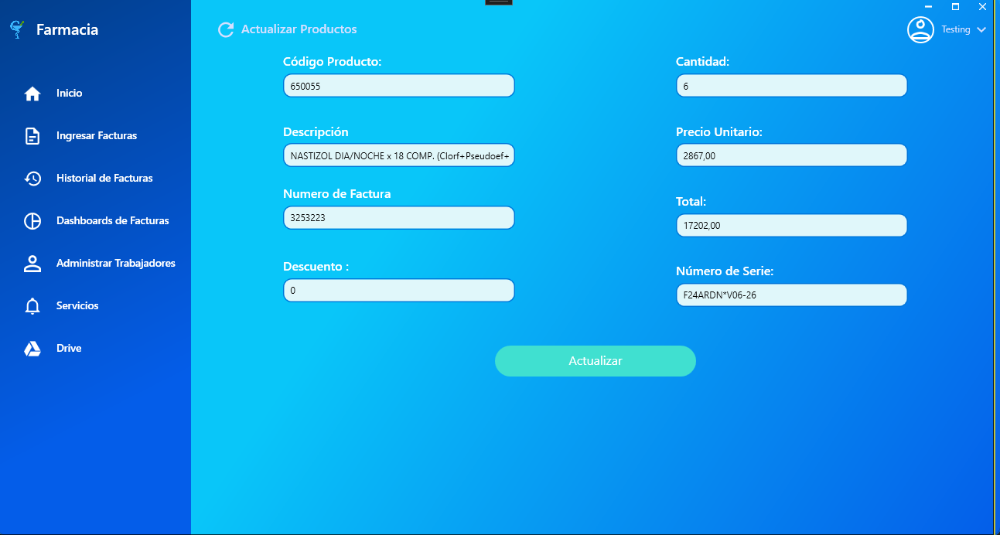 Farmacia
Inicio
Ingresar Facturas
Historial de Facturas
Dashboards de Facturas
Administrar Trabajadores
Servicios
Drive
Actualizar Productos
Testing
Código Producto:
650055
Descripción
NASTIZOL DIA/NOCHE x 18 COMP. (Clorf+Pseudoef+
Numero de Factura
3253223
Descuento :
0
Cantidad:
6
Precio Unitario:
2867,00
Total:
17202,00
Número de Serie:
F24ARDN*V06-26
Actualizar